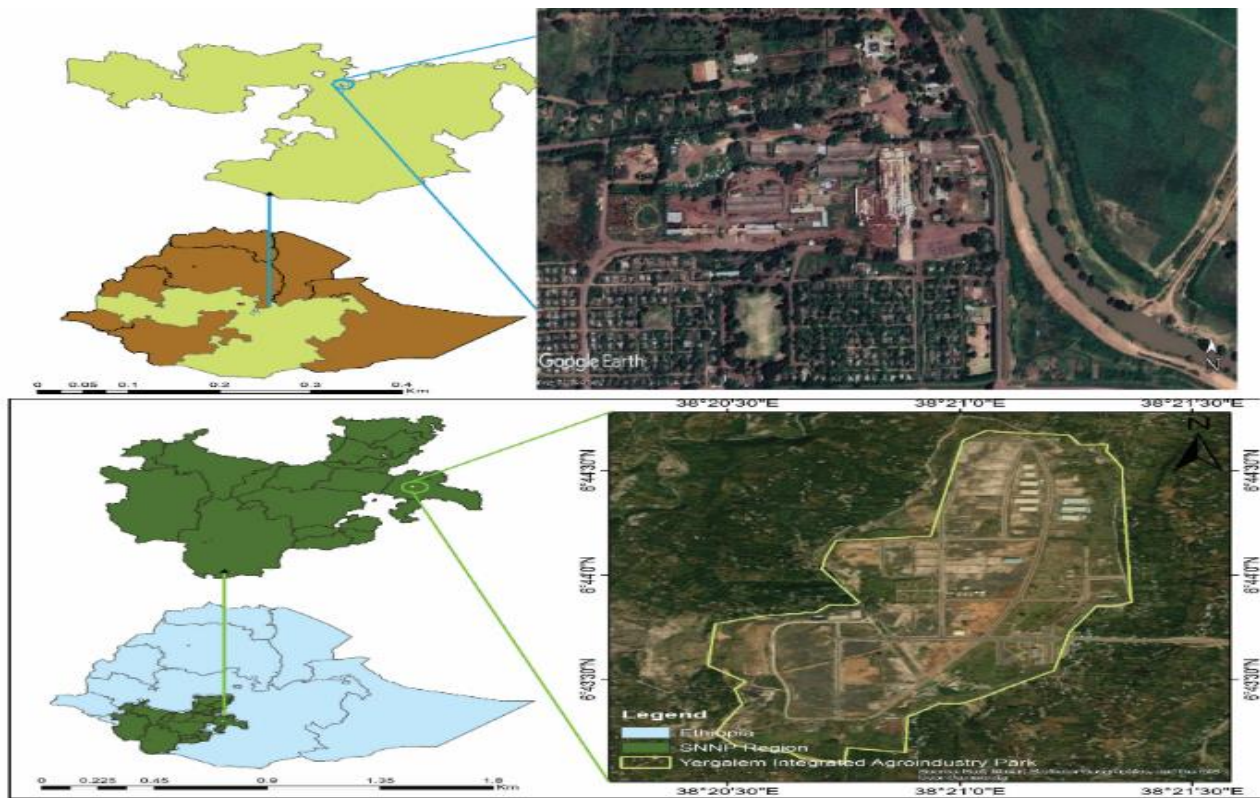 Google Earth
N
0 0.05 0.1 0.2 0.3 0.4
Km
38°20'30"E 38°21'0"E 38°21'30"E
N
6°44'30"N 6°44'30"N
6°44'0"N 6°44'0"N
6°43'30"N 6°43'30"N
Legend
Ethiopia
SNNP Region
Yergalem Integrated Agroindustry Park
0 0.225 0.45 0.9 1.35 1.8
Km
38°20'30"E 38°21'0"E 38°21'30"E